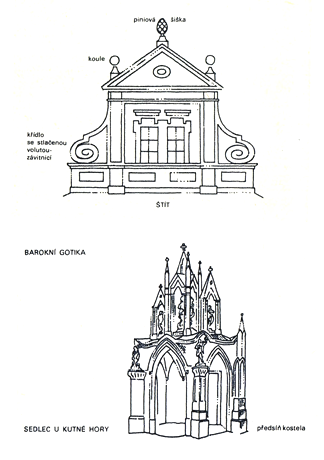 piniová šiška
koule
křídlo
se stlačenou
volutou-
závitnicí
ŠTÍT
BAROKNÍ GOTIKA
SEDLEC U KUTNÉ HORY
předsíň kostela